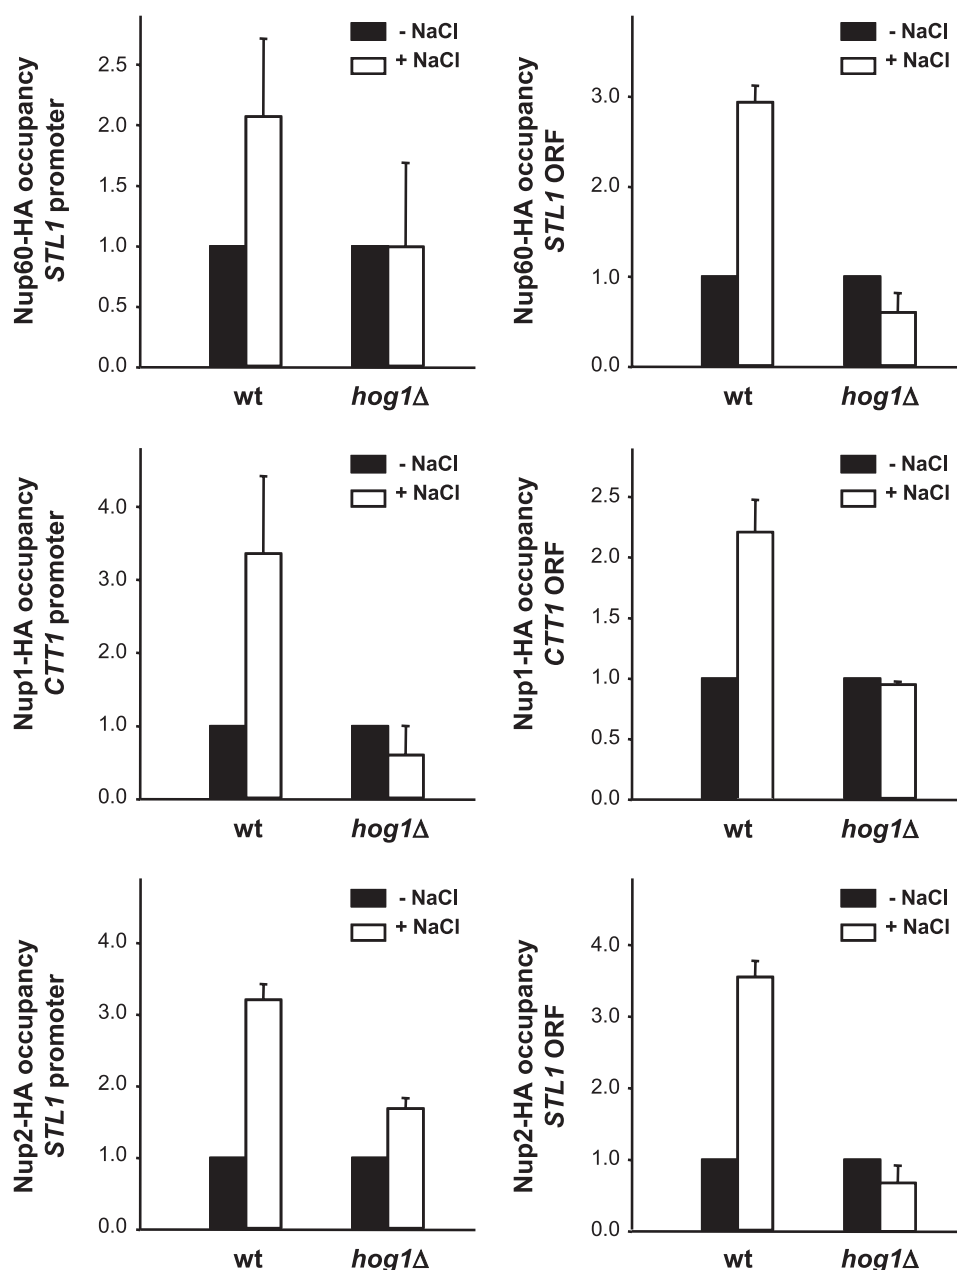 Nup60-HA occupancy
STL1 promoter
2.5
2.0
1.5
1.0
0.5
0.0
- NaCl
+ NaCl
wt
hog1Δ
Nup60-HA occupancy
STL1 ORF
3.0
2.0
1.0
0.0
- NaCl
+ NaCl
wt
hog1Δ
Nup1-HA occupancy
CTT1 promoter
4.0
3.0
2.0
1.0
0.0
- NaCl
+ NaCl
wt
hog1Δ
Nup1-HA occupancy
CTT1 ORF
2.5
2.0
1.5
1.0
0.5
0.0
- NaCl
+ NaCl
wt
hog1Δ
Nup2-HA occupancy
STL1 promoter
4.0
3.0
2.0
1.0
0.0
- NaCl
+ NaCl
wt
hog1Δ
Nup2-HA occupancy
STL1 ORF
4.0
3.0
2.0
1.0
0.0
- NaCl
+ NaCl
wt
hog1Δ